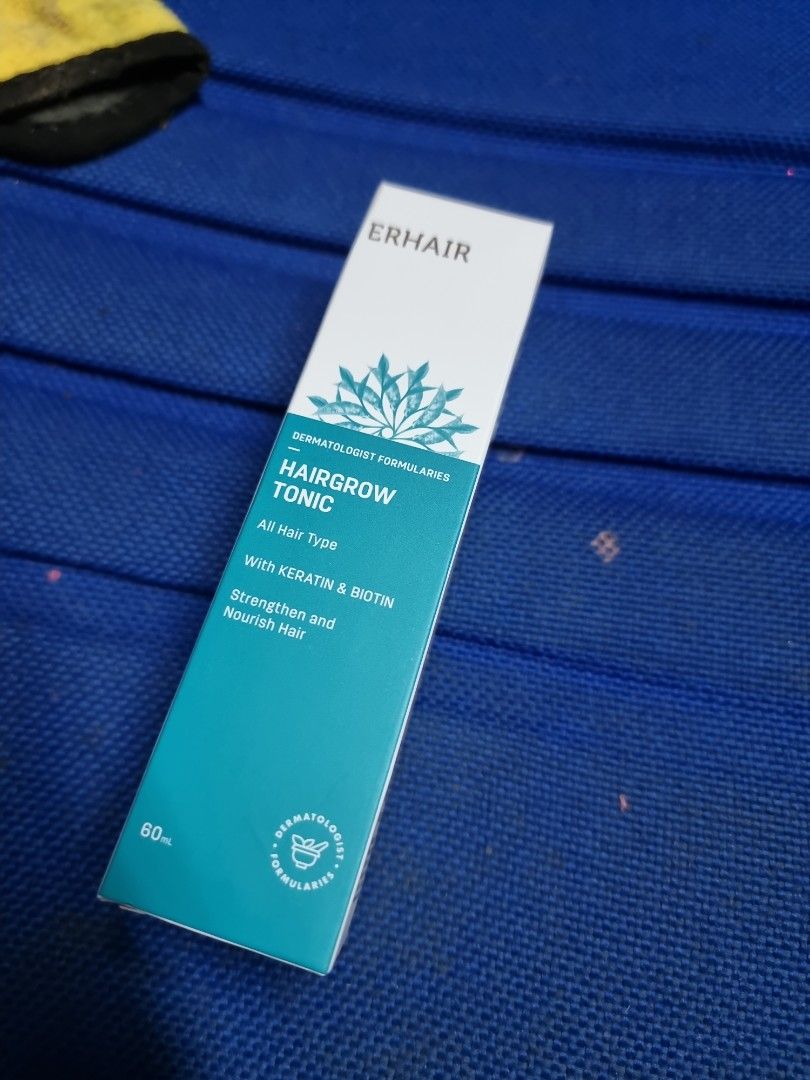 ERHAIR
DERMATOLOGIST FORMULARIES
HAIRGROW
TONIC
All Hair Type
With KERATIN & BIOTIN
Strengthen and
Nourish Hair
60mL
DERMATOLOGIST
FORMULARIES